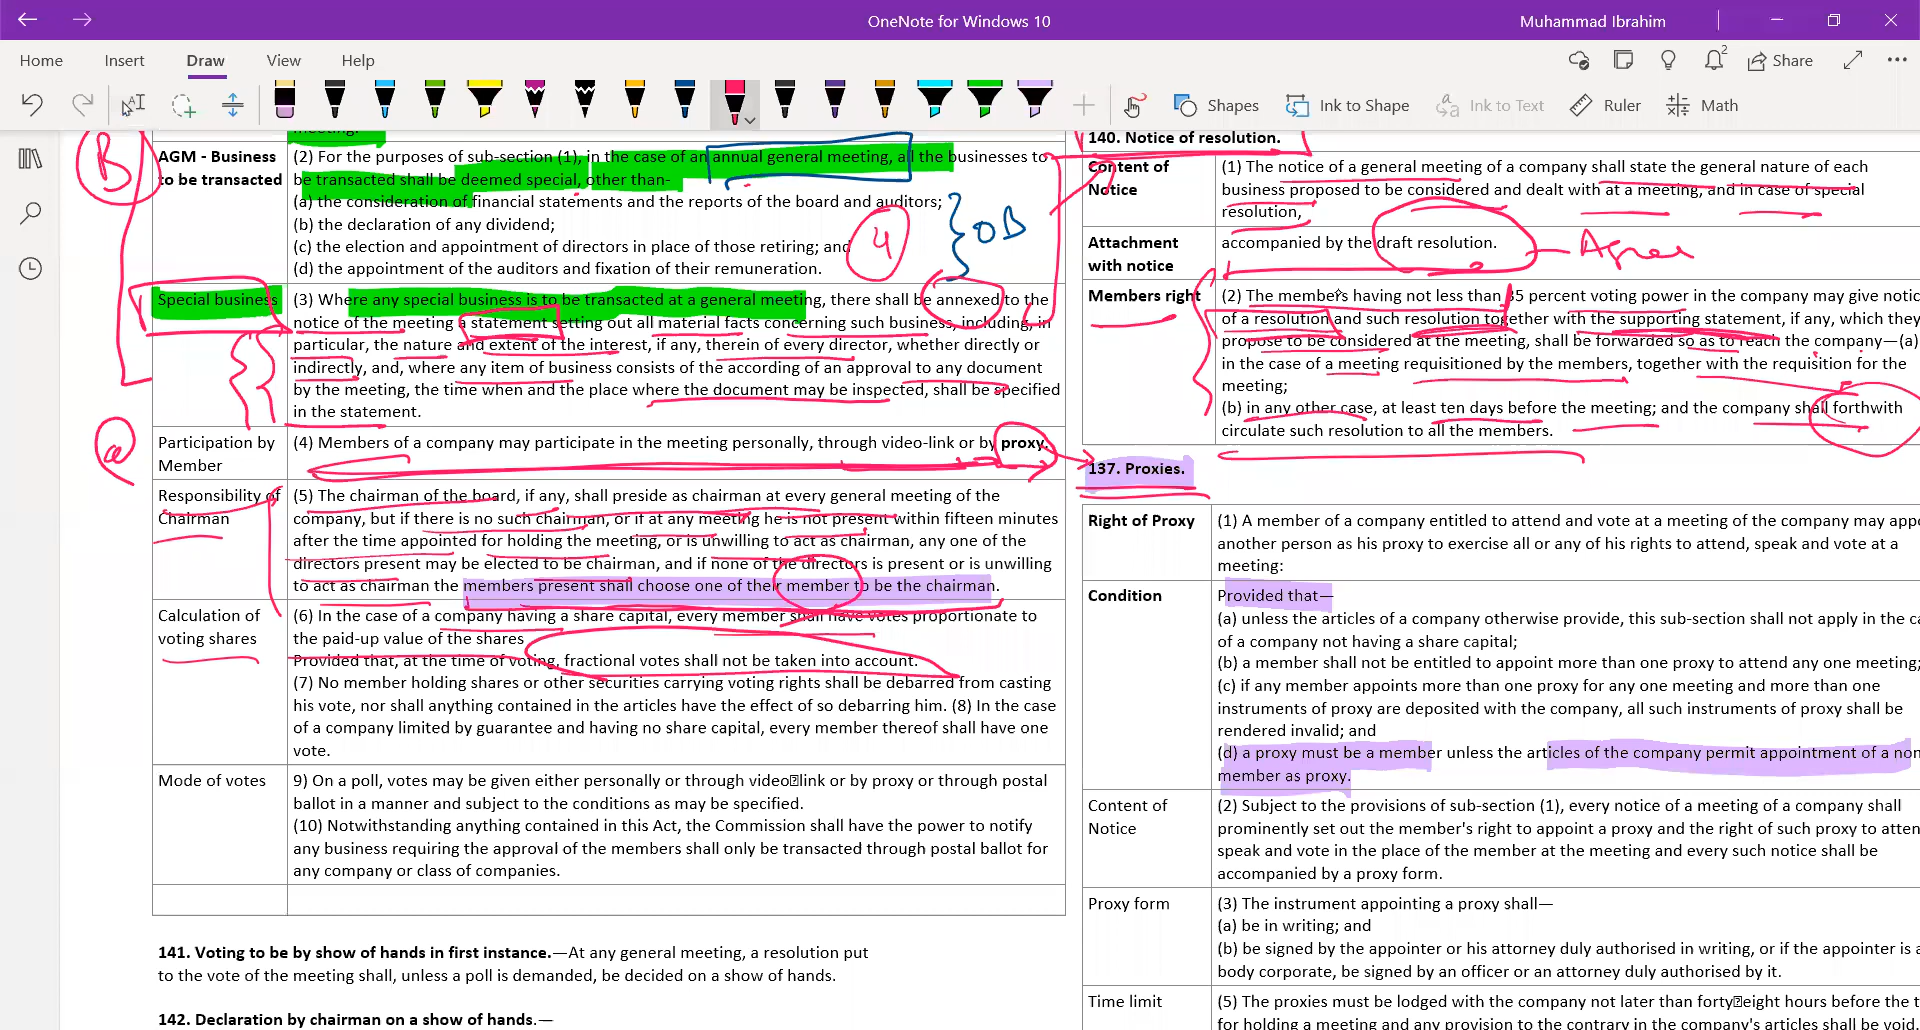 OneNote for Windows 10
Muhammad Ibrahim
Home
Insert
Draw
View
Help
2
Share
Shapes
Ink to Shape
Ink to Text
Ruler
Math
meeting.
B
AGM - Business
to be transacted
(2) For the purposes of sub-section (1), in the case of an annual general meeting, all the businesses to
be transacted shall be deemed special, other than-
(a) the consideration of financial statements and the reports of the board and auditors;
(b) the declaration of any dividend;
(c) the election and appointment of directors in place of those retiring; and
(d) the appointment of the auditors and fixation of their remuneration.
4
OB
Special business
(3) Where any special business is to be transacted at a general meeting, there shall be annexed to the
notice of the meeting a statement setting out all material facts concerning such business, including, in
particular, the nature and extent of the interest, if any, therein of every director, whether directly or
indirectly, and, where any item of business consists of the according of an approval to any document
by the meeting, the time when and the place where the document may be inspected, shall be specified
in the statement.
a
Participation by
Member
(4) Members of a company may participate in the meeting personally, through video-link or by proxy.
Responsibility of
Chairman
(5) The chairman of the board, if any, shall preside as chairman at every general meeting of the
company, but if there is no such chairman, or if at any meeting he is not present within fifteen minutes
after the time appointed for holding the meeting, or is unwilling to act as chairman, any one of the
directors present may be elected to be chairman, and if none of the directors is present or is unwilling
to act as chairman the members present shall choose one of their member to be the chairman.
Calculation of
voting shares
(6) In the case of a company having a share capital, every member shall have votes proportionate to
the paid-up value of the shares
Provided that, at the time of voting, fractional votes shall not be taken into account.
(7) No member holding shares or other securities carrying voting rights shall be debarred from casting
his vote, nor shall anything contained in the articles have the effect of so debarring him. (8) In the case
of a company limited by guarantee and having no share capital, every member thereof shall have one
vote.
Mode of votes
9) On a poll, votes may be given either personally or through video link or by proxy or through postal
ballot in a manner and subject to the conditions as may be specified.
(10) Notwithstanding anything contained in this Act, the Commission shall have the power to notify
any business requiring the approval of the members shall only be transacted through postal ballot for
any company or class of companies.
141. Voting to be by show of hands in first instance.—At any general meeting, a resolution put
to the vote of the meeting shall, unless a poll is demanded, be decided on a show of hands.
142. Declaration by chairman on a show of hands.—
140. Notice of resolution.
Content of
Notice
(1) The notice of a general meeting of a company shall state the general nature of each
business proposed to be considered and dealt with at a meeting, and in case of special
resolution,
Attachment
with notice
accompanied by the draft resolution.
Agree
Members right
(2) The members having not less than 5 percent voting power in the company may give notic
of a resolution and such resolution together with the supporting statement, if any, which they
propose to be considered at the meeting, shall be forwarded so as to reach the company—(a)
in the case of a meeting requisitioned by the members, together with the requisition for the
meeting;
(b) in any other case, at least ten days before the meeting; and the company shall forthwith
circulate such resolution to all the members.
137. Proxies.
Right of Proxy
(1) A member of a company entitled to attend and vote at a meeting of the company may appo
another person as his proxy to exercise all or any of his rights to attend, speak and vote at a
meeting:
Condition
Provided that—
(a) unless the articles of a company otherwise provide, this sub-section shall not apply in the ca
of a company not having a share capital;
(b) a member shall not be entitled to appoint more than one proxy to attend any one meeting;
(c) if any member appoints more than one proxy for any one meeting and more than one
instruments of proxy are deposited with the company, all such instruments of proxy shall be
rendered invalid; and
(d) a proxy must be a member unless the articles of the company permit appointment of a non
member as proxy.
Content of
Notice
(2) Subject to the provisions of sub-section (1), every notice of a meeting of a company shall
prominently set out the member's right to appoint a proxy and the right of such proxy to atten
speak and vote in the place of the member at the meeting and every such notice shall be
accompanied by a proxy form.
Proxy form
(3) The instrument appointing a proxy shall—
(a) be in writing; and
(b) be signed by the appointer or his attorney duly authorised in writing, or if the appointer is a
body corporate, be signed by an officer or an attorney duly authorised by it.
Time limit
(5) The proxies must be lodged with the company not later than forty eight hours before the t
for holding a meeting and any provision to the contrary in the company's articles shall be void.